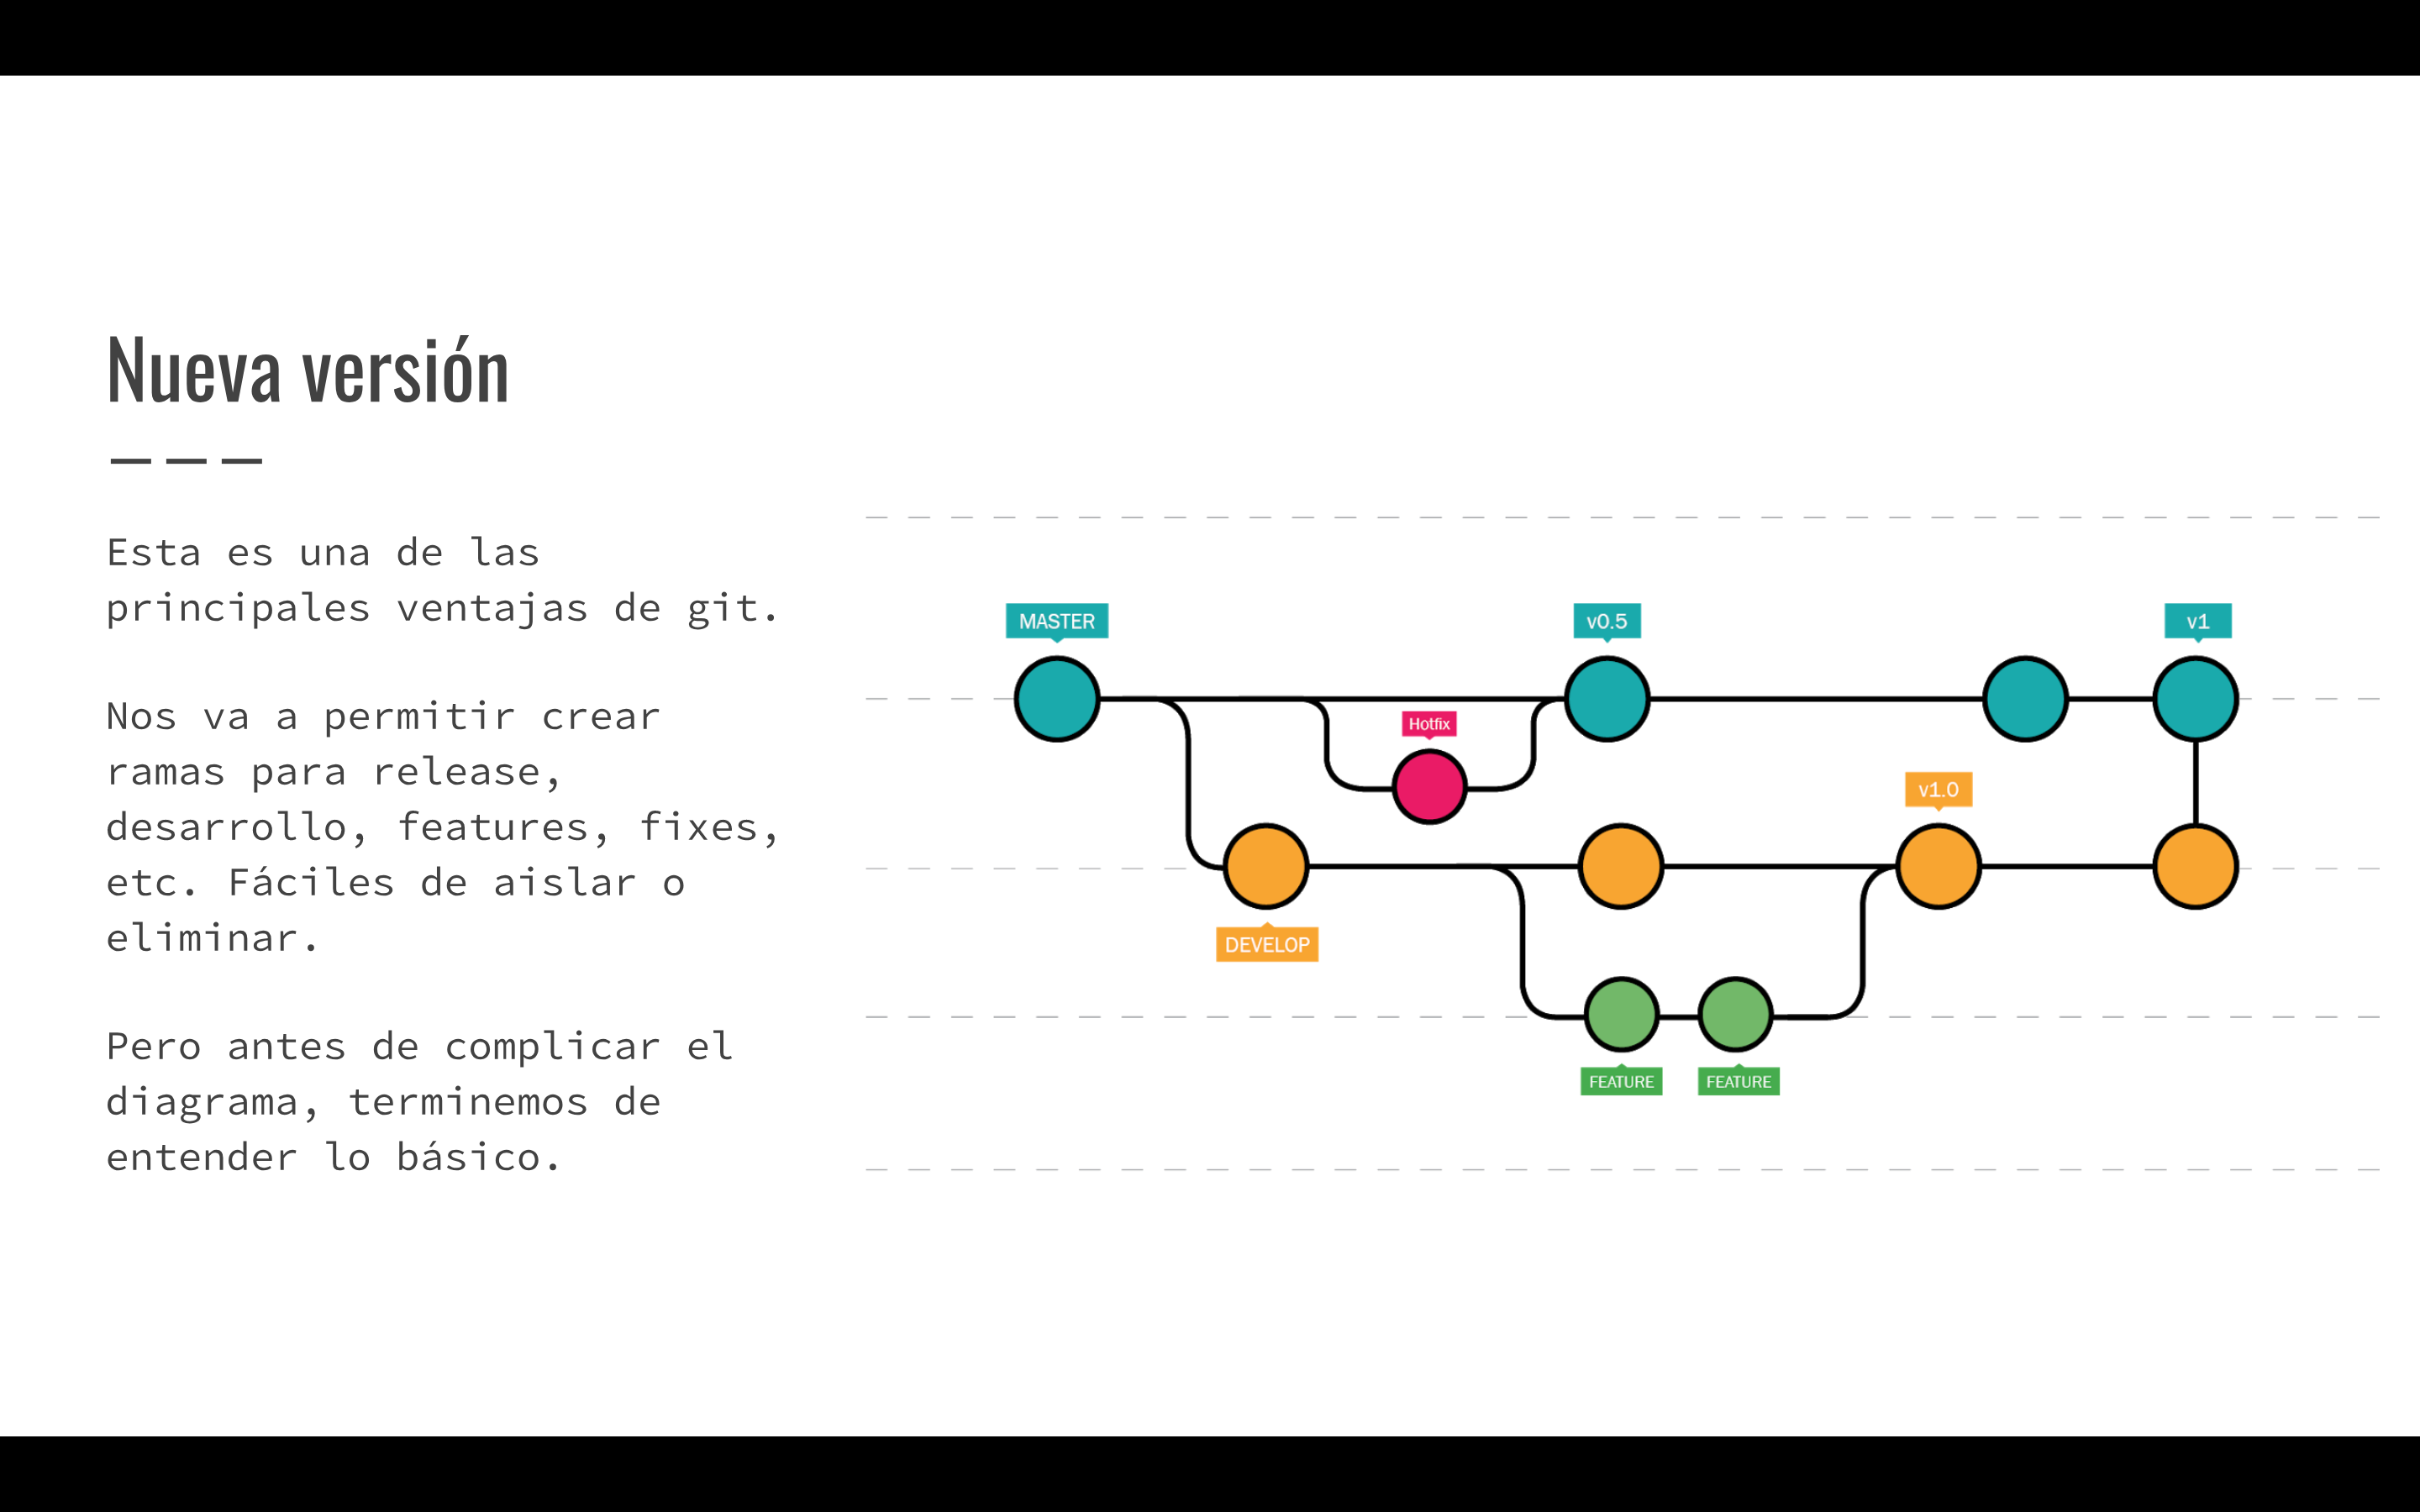 Nueva versión
Esta es una de las
principales ventajas de git.
Nos va a permitir crear
ramas para release,
desarrollo, features, fixes,
etc. Fáciles de aislar o
eliminar.
Pero antes de complicar el
diagrama, terminemos de
entender lo básico.
MASTER
v0.5
v1
Hotfix
v1.0
DEVELOP
FEATURE
FEATURE